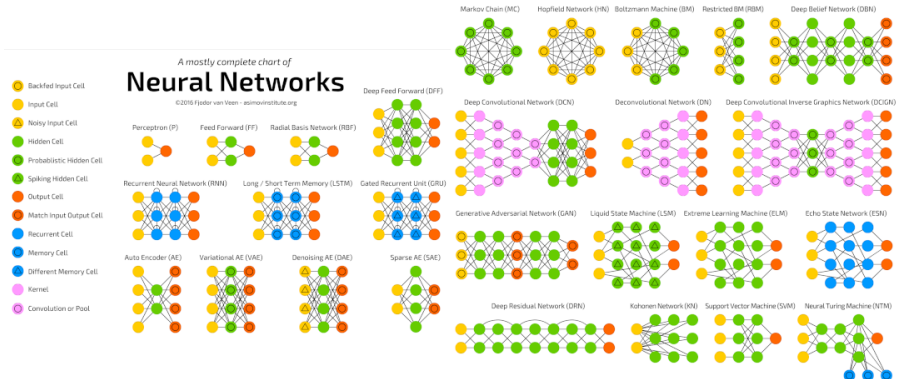 A mostly complete chart of
Neural Networks
©2016 Fjodor van Veen - asimovinstitute.org
Backfed Input Cell
Input Cell
Noisy Input Cell
Hidden Cell
Probablistic Hidden Cell
Spiking Hidden Cell
Output Cell
Match Input Output Cell
Recurrent Cell
Memory Cell
Different Memory Cell
Kernel
Convolution or Pool
Deep Feed Forward (DFF)
Perceptron (P)
Feed Forward (FF)
Radial Basis Network (RBF)
Recurrent Neural Network (RNN)
Long / Short Term Memory (LSTM)
Gated Recurrent Unit (GRU)
Auto Encoder (AE)
Variational AE (VAE)
Denoising AE (DAE)
Sparse AE (SAE)
Markov Chain (MC)
Hopfield Network (HN)
Boltzmann Machine (BM)
Restricted BM (RBM)
Deep Belief Network (DBN)
Deep Convolutional Network (DCN)
Deconvolutional Network (DN)
Deep Convolutional Inverse Graphics Network (DCIGN)
Generative Adversarial Network (GAN)
Liquid State Machine (LSM)
Extreme Learning Machine (ELM)
Echo State Network (ESN)
Deep Residual Network (DRN)
Kohonen Network (KN)
Support Vector Machine (SVM)
Neural Turing Machine (NTM)